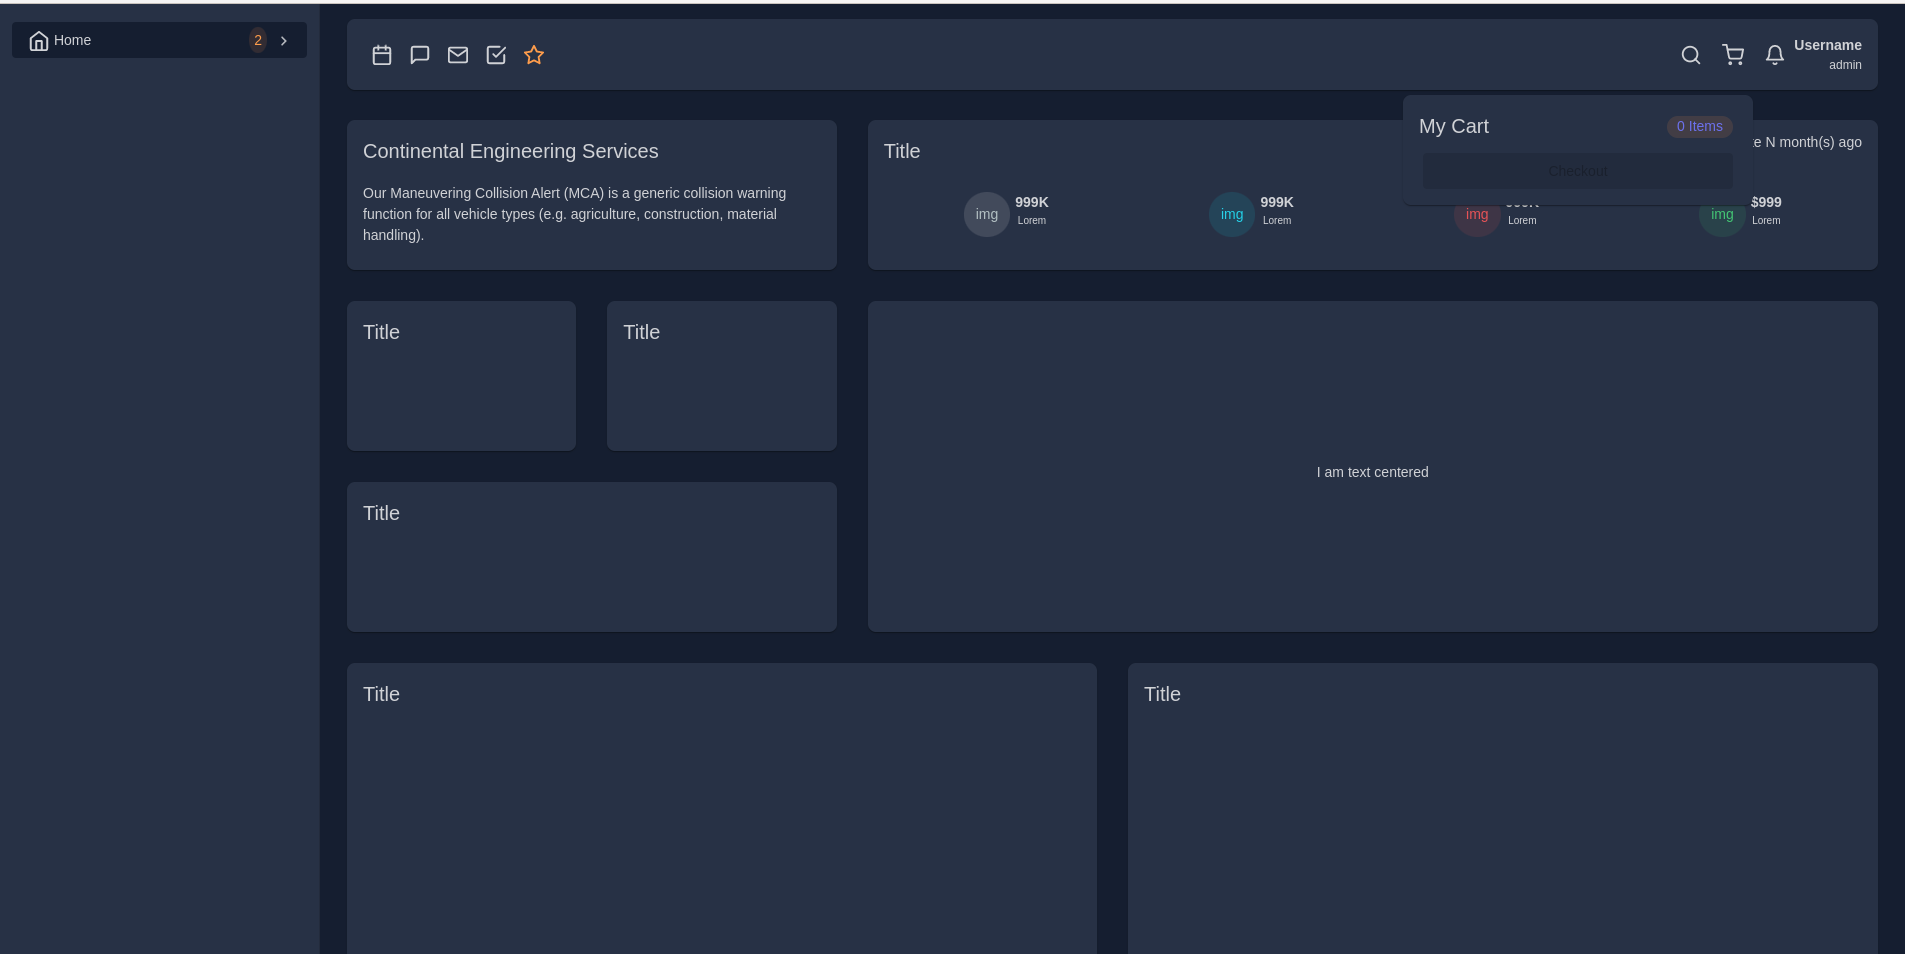 Home
2
Username
admin
My Cart
0 Items
Checkout
Continental Engineering Services
Our Maneuvering Collision Alert (MCA) is a generic collision warning
function for all vehicle types (e.g. agriculture, construction, material
handling).
Title
N month(s) ago
img
999K
Lorem
img
999K
Lorem
img
Lorem
img
$999
Lorem
Title
Title
I am text centered
Title
Title
Title